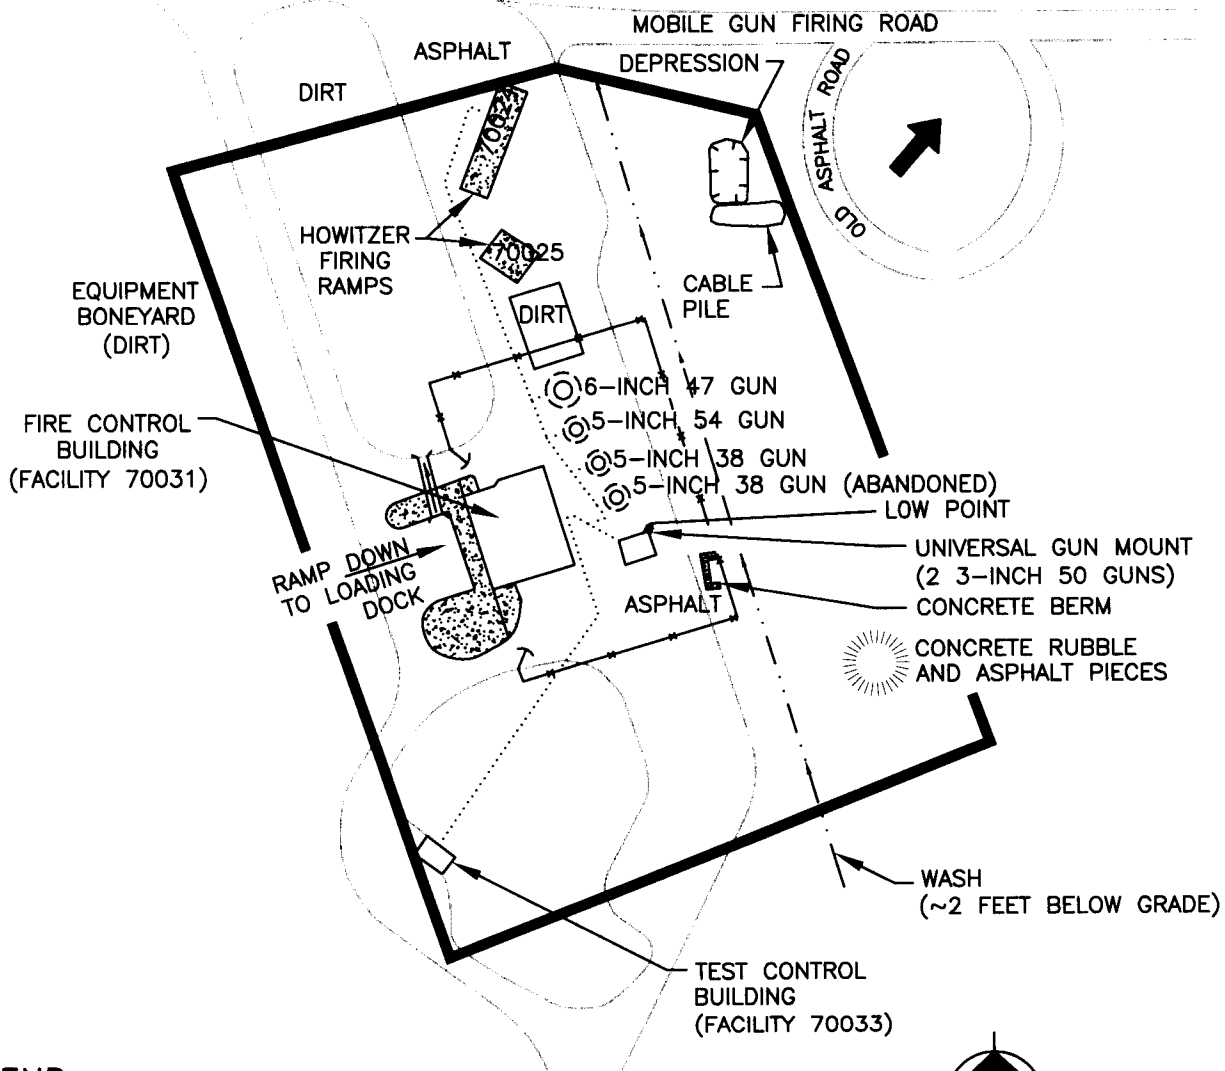 MOBILE GUN FIRING ROAD
ASPHALT
DEPRESSION
DIRT
OLD ASPHALT ROAD
HOWITZER
FIRING
RAMPS
70025
EQUIPMENT
BONEYARD
(DIRT)
CABLE
PILE
DIRT
6-INCH 47 GUN
5-INCH 54 GUN
FIRE CONTROL
BUILDING
(FACILITY 70031)
5-INCH 38 GUN
5-INCH 38 GUN (ABANDONED)
LOW POINT
UNIVERSAL GUN MOUNT
(2 3-INCH 50 GUNS)
RAMP DOWN
TO LOADING
DOCK
ASPHALT
CONCRETE BERM
CONCRETE RUBBLE
AND ASPHALT PIECES
WASH
(~2 FEET BELOW GRADE)
TEST CONTROL
BUILDING
(FACILITY 70033)